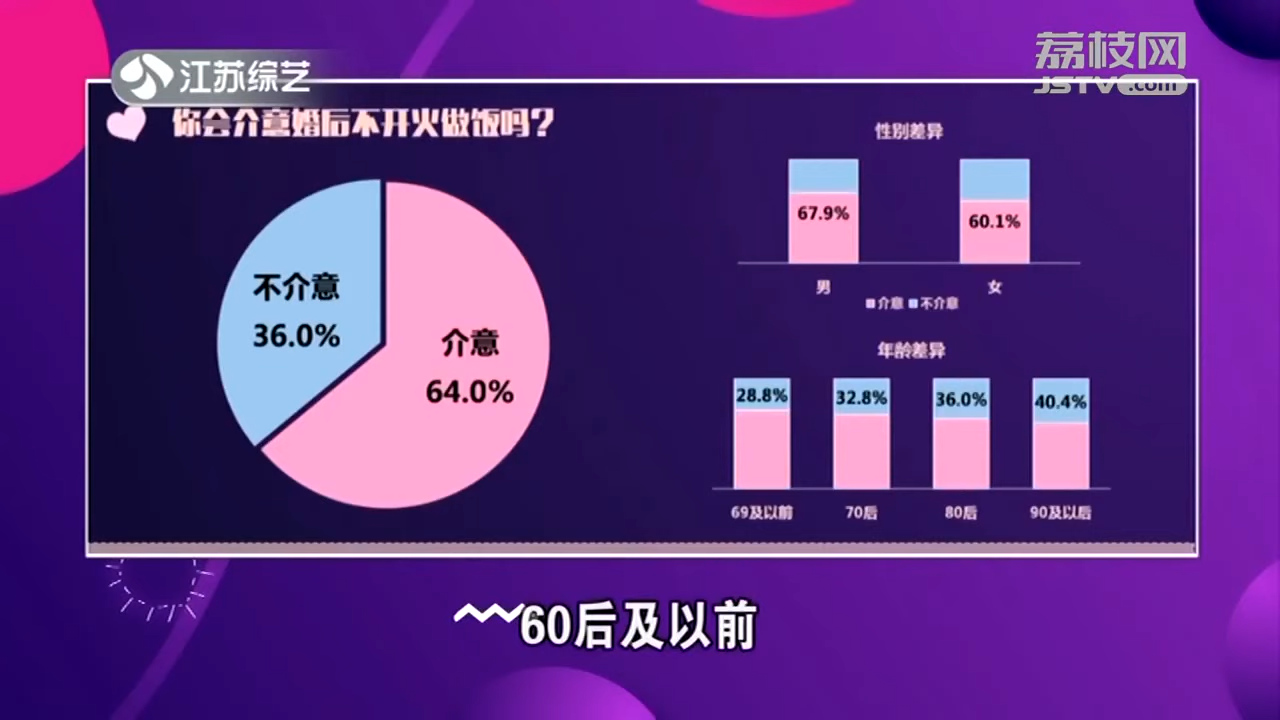 江苏综艺
荔枝网
JSTV.com
你会介意婚后不开火做饭吗?
不介意
36.0%
介意
64.0%
性别差异
67.9%
60.1%
男
女
介意 不介意
年龄差异
28.8%
32.8%
36.0%
40.4%
69及以前
70后
80后
90及以后
60后及以前